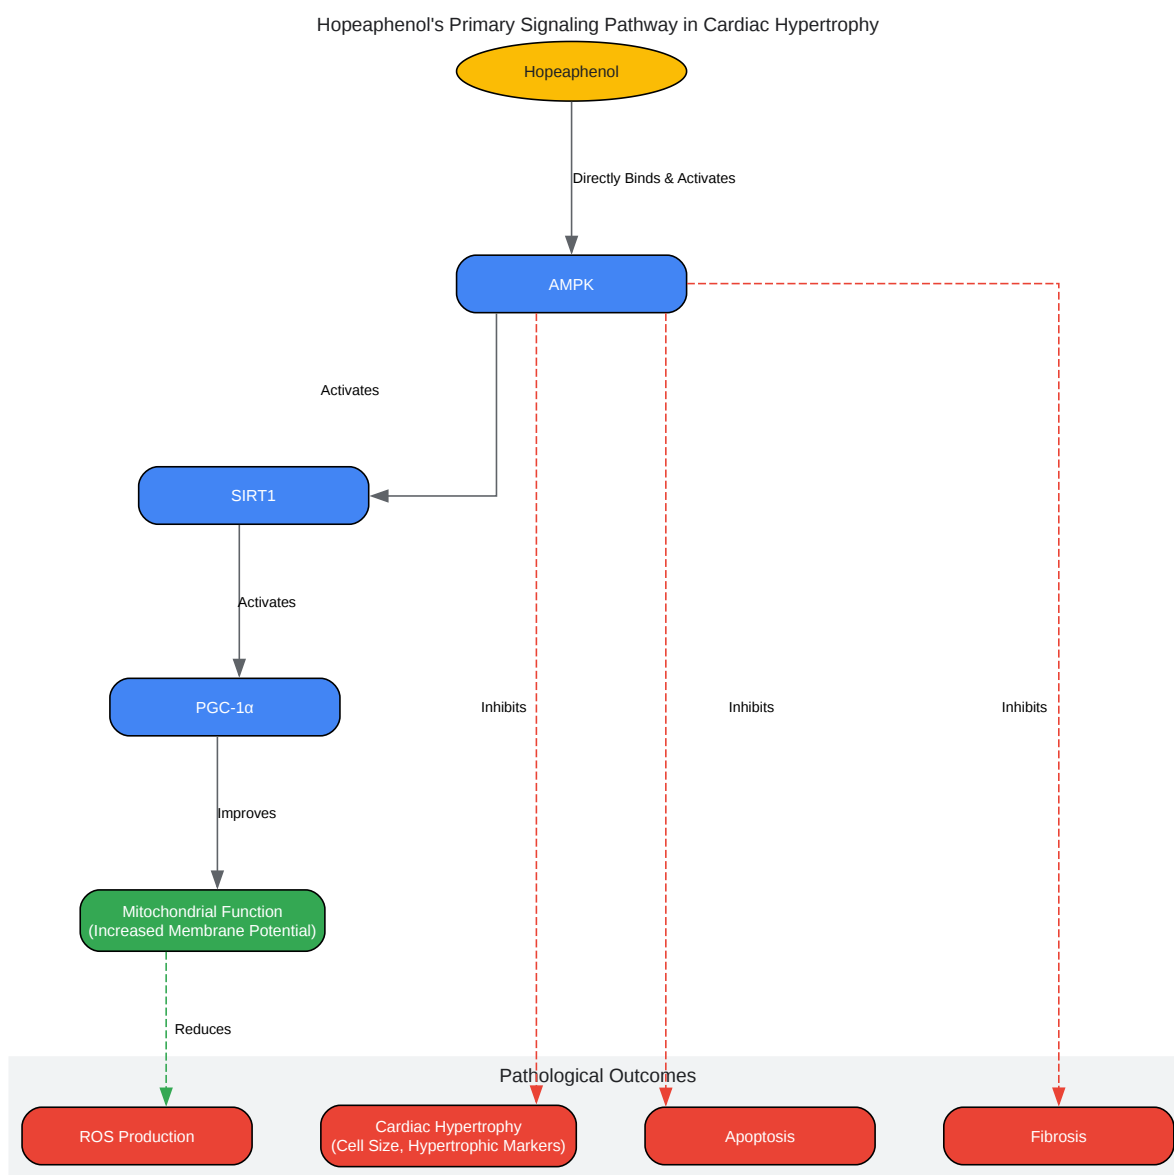 Hopeaphenol's Primary Signaling Pathway in Cardiac Hypertrophy
Hopeaphenol
Directly Binds & Activates
AMPK
Activates
SIRT1
Activates
PGC-1α
Inhibits
Inhibits
Inhibits
Improves
Mitochondrial Function
(Increased Membrane Potential)
Reduces
Pathological Outcomes
ROS Production
Cardiac Hypertrophy
(Cell Size, Hypertrophic Markers)
Apoptosis
Fibrosis